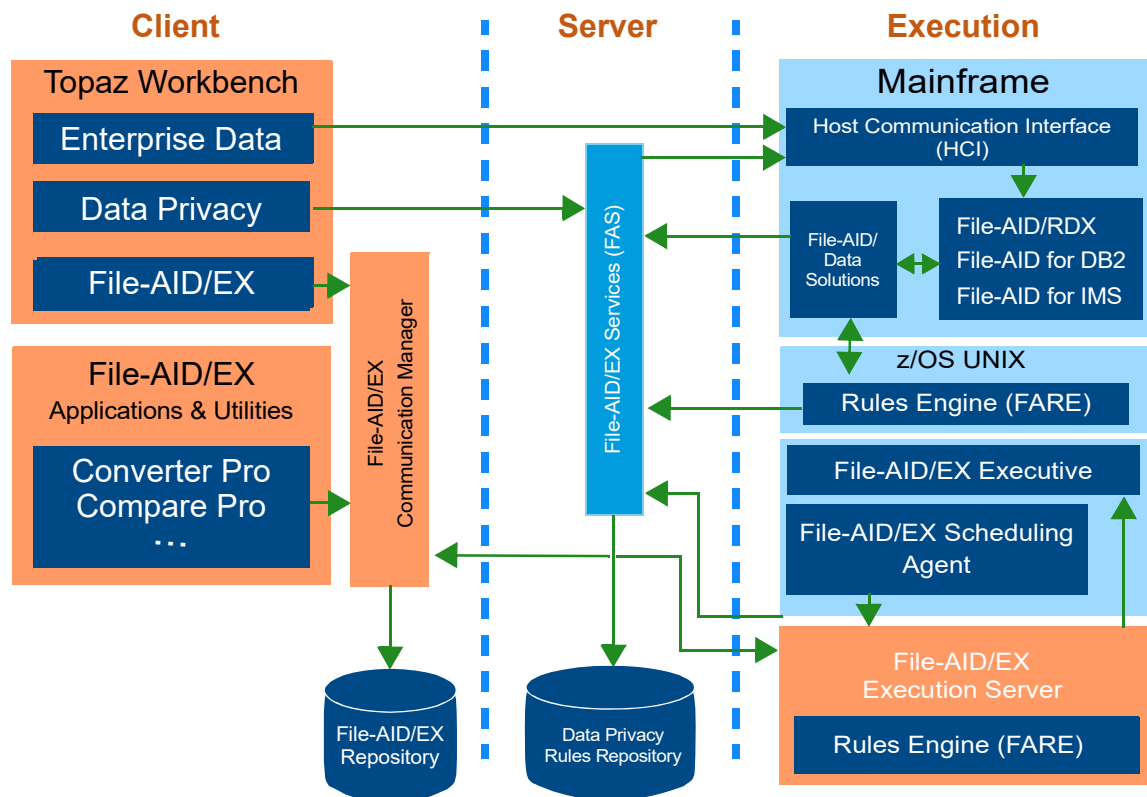 Client
Server
Execution
Topaz Workbench
Enterprise Data
Data Privacy
File-AID/EX
File-AID/EX
Applications & Utilities
Converter Pro
Compare Pro
...
File-AID/EX
Communication Manager
File-AID/EX
Repository
File-AID/EX Services (FAS)
Data Privacy
Rules Repository
Mainframe
Host Communication Interface
(HCI)
File-AID/
Data
Solutions
File-AID/RDX
File-AID for DB2
File-AID for IMS
z/OS UNIX
Rules Engine (FARE)
File-AID/EX Executive
File-AID/EX Scheduling
Agent
File-AID/EX
Execution Server
Rules Engine (FARE)